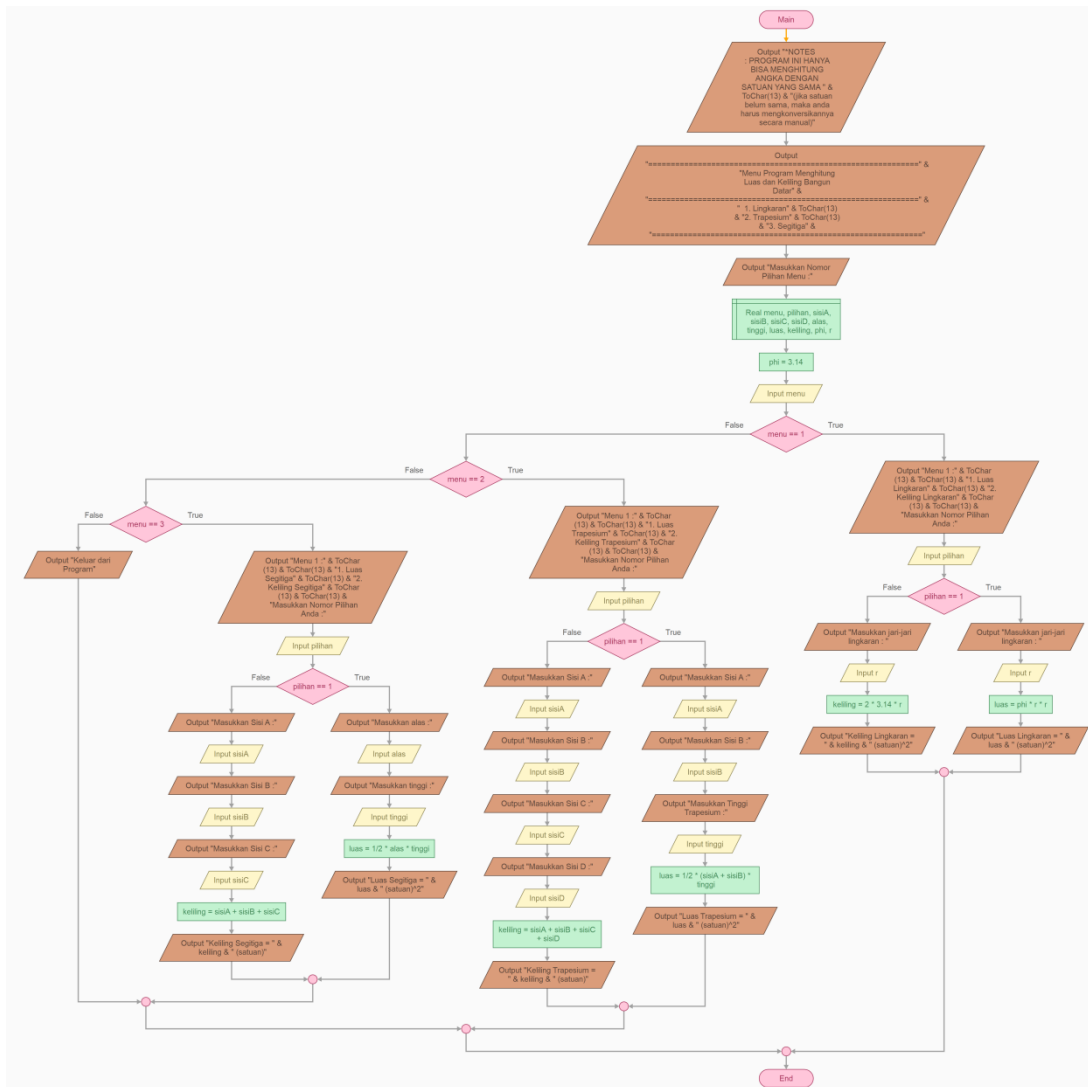 Main
Output "*NOTES
: PROGRAM INI HANYA
BISA MENGHITUNG
ANGKA DENGAN
SATUAN YANG SAMA " &
ToChar(13) & "(jika satuan
belum sama, maka anda
harus mengkonversikannya
secara manual)"
Output
"============================================================" &
"Menu Program Menghitung
Luas dan Keliling Bangun
Datar" &
"============================================================" &
" 1. Lingkaran" & ToChar(13)
& "2. Trapesium" & ToChar(13)
& "3. Segitiga" &
"============================================================"
Output "Masukkan Nomor
Pilihan Menu :"
Real menu, pilihan, sisiA,
sisiB, sisiC, sisiD, alas,
tinggi, luas, keliling, phi, r
phi = 3.14
Input menu
False
menu == 1
True
False
menu == 2
True
False
menu == 3
True
Output "Keluar dari
Program"
Output "Menu 1 :" & ToChar
(13) & ToChar(13) & "1. Luas
Segitiga" & ToChar(13) & "2.
Keliling Segitiga" & ToChar
(13) & ToChar(13) &
"Masukkan Nomor Pilihan
Anda :"
Input pilihan
False
pilihan == 1
True
Output "Masukkan Sisi A :"
Input sisiA
Output "Masukkan Sisi B :"
Input sisiB
Output "Masukkan Sisi C :"
Input sisiC
keliling = sisiA + sisiB + sisiC
Output "Keliling Segitiga = " &
keliling & " (satuan)"
Output "Masukkan alas :"
Input alas
Output "Masukkan tinggi :"
Input tinggi
luas = 1/2 * alas * tinggi
Output "Luas Segitiga = " &
luas & " (satuan)^2"
Output "Menu 1 :" & ToChar
(13) & ToChar(13) & "1. Luas
Trapesium" & ToChar(13) & "2.
Keliling Trapesium" & ToChar
(13) & ToChar(13) &
"Masukkan Nomor Pilihan
Anda :"
Input pilihan
False
pilihan == 1
True
Output "Masukkan Sisi A :"
Input sisiA
Output "Masukkan Sisi B :"
Input sisiB
Output "Masukkan Sisi C :"
Input sisiC
Output "Masukkan Sisi D :"
Input sisiD
keliling = sisiA + sisiB + sisiC
+ sisiD
Output "Keliling Trapesium =
" & keliling & " (satuan)"
Output "Masukkan Sisi A :"
Input sisiA
Output "Masukkan Sisi B :"
Input sisiB
Output "Masukkan Tinggi
Trapesium :"
Input tinggi
luas = 1/2 * (sisiA + sisiB) *
tinggi
Output "Luas Trapesium = " &
luas & " (satuan)^2"
Output "Menu 1 :" & ToChar
(13) & ToChar(13) & "1. Luas
Lingkaran" & ToChar(13) & "2.
Keliling Lingkaran" & ToChar
(13) & ToChar(13) &
"Masukkan Nomor Pilihan
Anda :"
Input pilihan
False
pilihan == 1
True
Output "Masukkan jari-jari
lingkaran : "
Input r
keliling = 2 * 3.14 * r
Output "Keliling Lingkaran =
" & keliling & " (satuan)^2"
Output "Masukkan jari-jari
lingkaran : "
Input r
luas = phi * r * r
Output "Luas Lingkaran = " &
luas & " (satuan)^2"
End